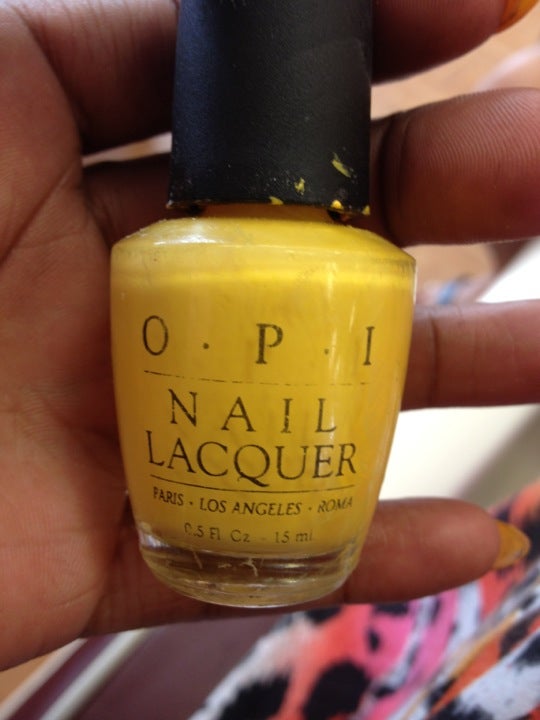 O · P · I
NAIL
LACQUER
PARIS · LOS ANGELES · ROMA
0.5 Fl Oz - 15 ml